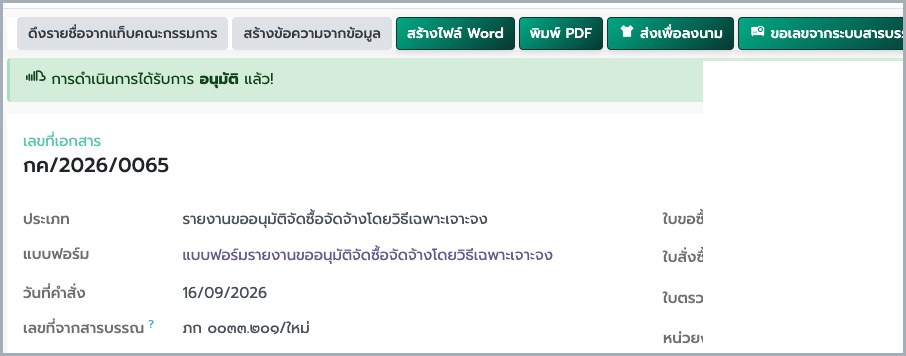 ดึงรายชื่อจากแท็บคณะกรรมการ สร้างข้อความจากข้อมูล สร้างไฟล์ Word พิมพ์ PDF ส่งเพื่อลงนาม ขอเลขจากระบบสารบรร
การดำเนินการได้รับการ อนุมัติ แล้ว!
เลขที่เอกสาร
กค/2026/0065
ประเภท รายงานขออนุมัติจัดซื้อจัดจ้างโดยวิธีเฉพาะเจาะจง ใบขอซื้
แบบฟอร์ม แบบฟอร์มรายงานขออนุมัติจัดซื้อจัดจ้างโดยวิธีเฉพาะเจาะจง ใบสั่งซื้
วันที่คำสั่ง 16/09/2026 ใบตรว
เลขที่จากสารบรรณ ? ภก ๐๐๓๓.๒๐๑/ใหม่ หน่วย